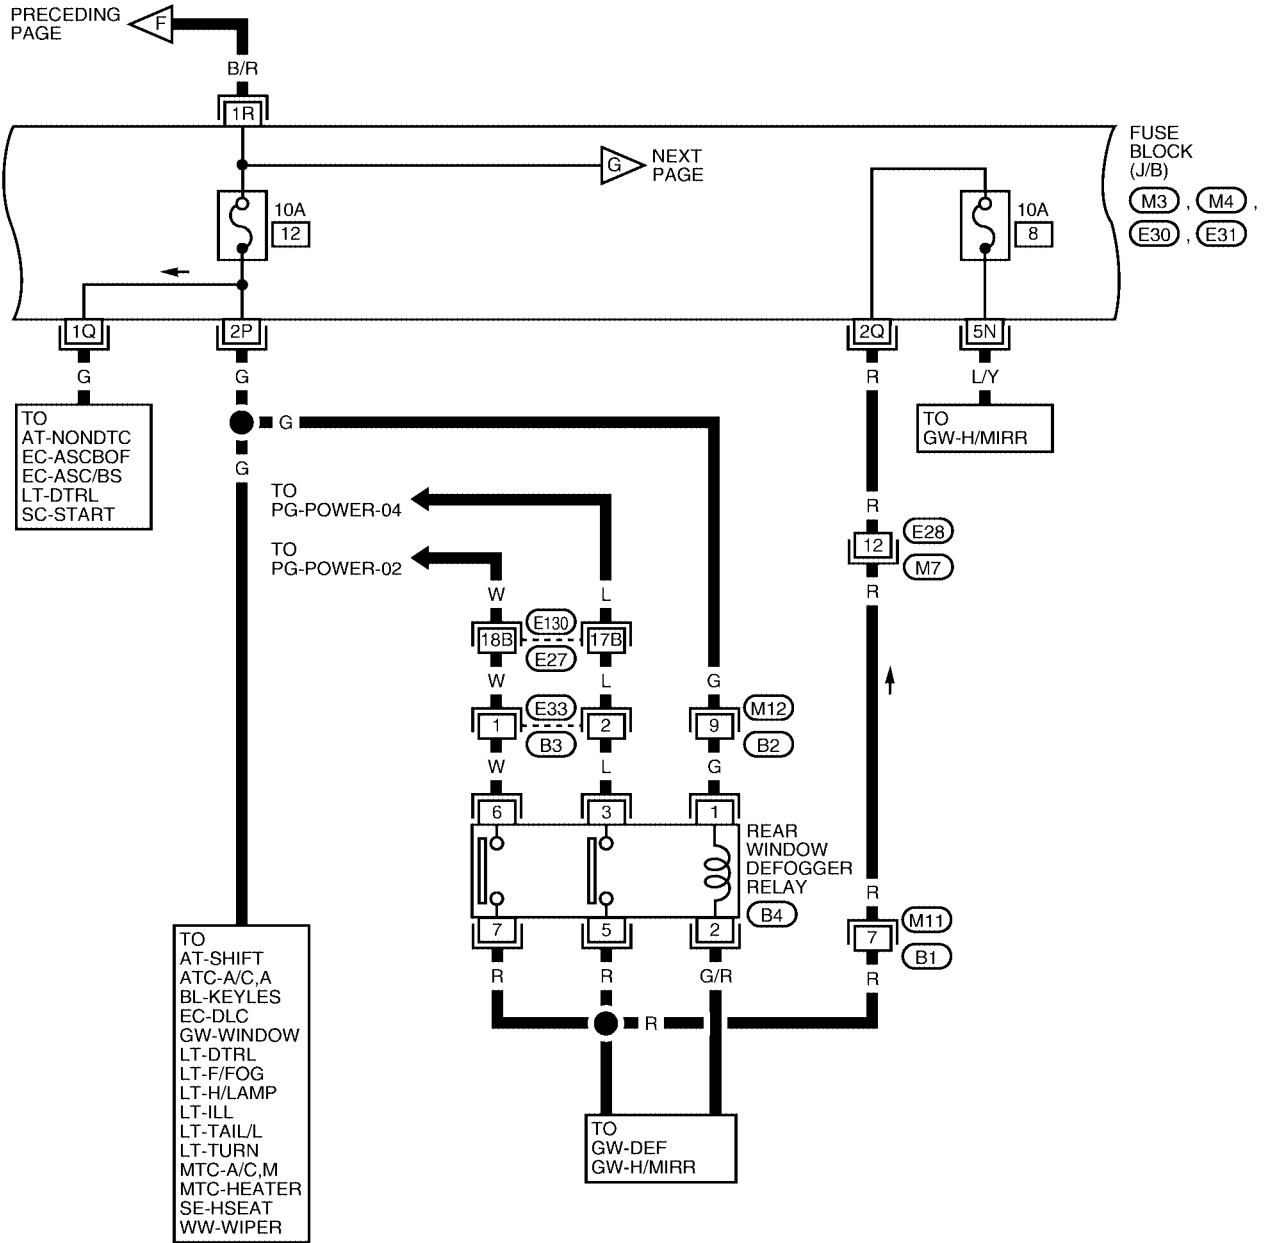 PRECEDING
PAGE
F
B/R
1R
FUSE
BLOCK
(J/B)
M3 , M4 ,
E30 , E31
G
NEXT
PAGE
10A
12
10A
8
1Q
2P
2Q
5N
G
G
R
L/Y
TO
AT-NONDTC
EC-ASCBOF
EC-ASC/BS
LT-DTRL
SC-START
G
G
TO
GW-H/MIRR
TO
PG-POWER-04
TO
PG-POWER-02
R
12
E28
M7
R
W
L
18B
E130
E27
17B
W
L
G
1
E33
B3
2
9
M12
B2
W
L
G
6
3
1
REAR
WINDOW
DEFOGGER
RELAY
B4
7
5
2
R
7
M11
B1
R
R
R
G/R
R
TO
AT-SHIFT
ATC-A/C,A
BL-KEYLES
EC-DLC
GW-WINDOW
LT-DTRL
LT-F/FOG
LT-H/LAMP
LT-ILL
LT-TAIL/L
LT-TURN
MTC-A/C,M
MTC-HEATER
SE-HSEAT
WW-WIPER
TO
GW-DEF
GW-H/MIRR